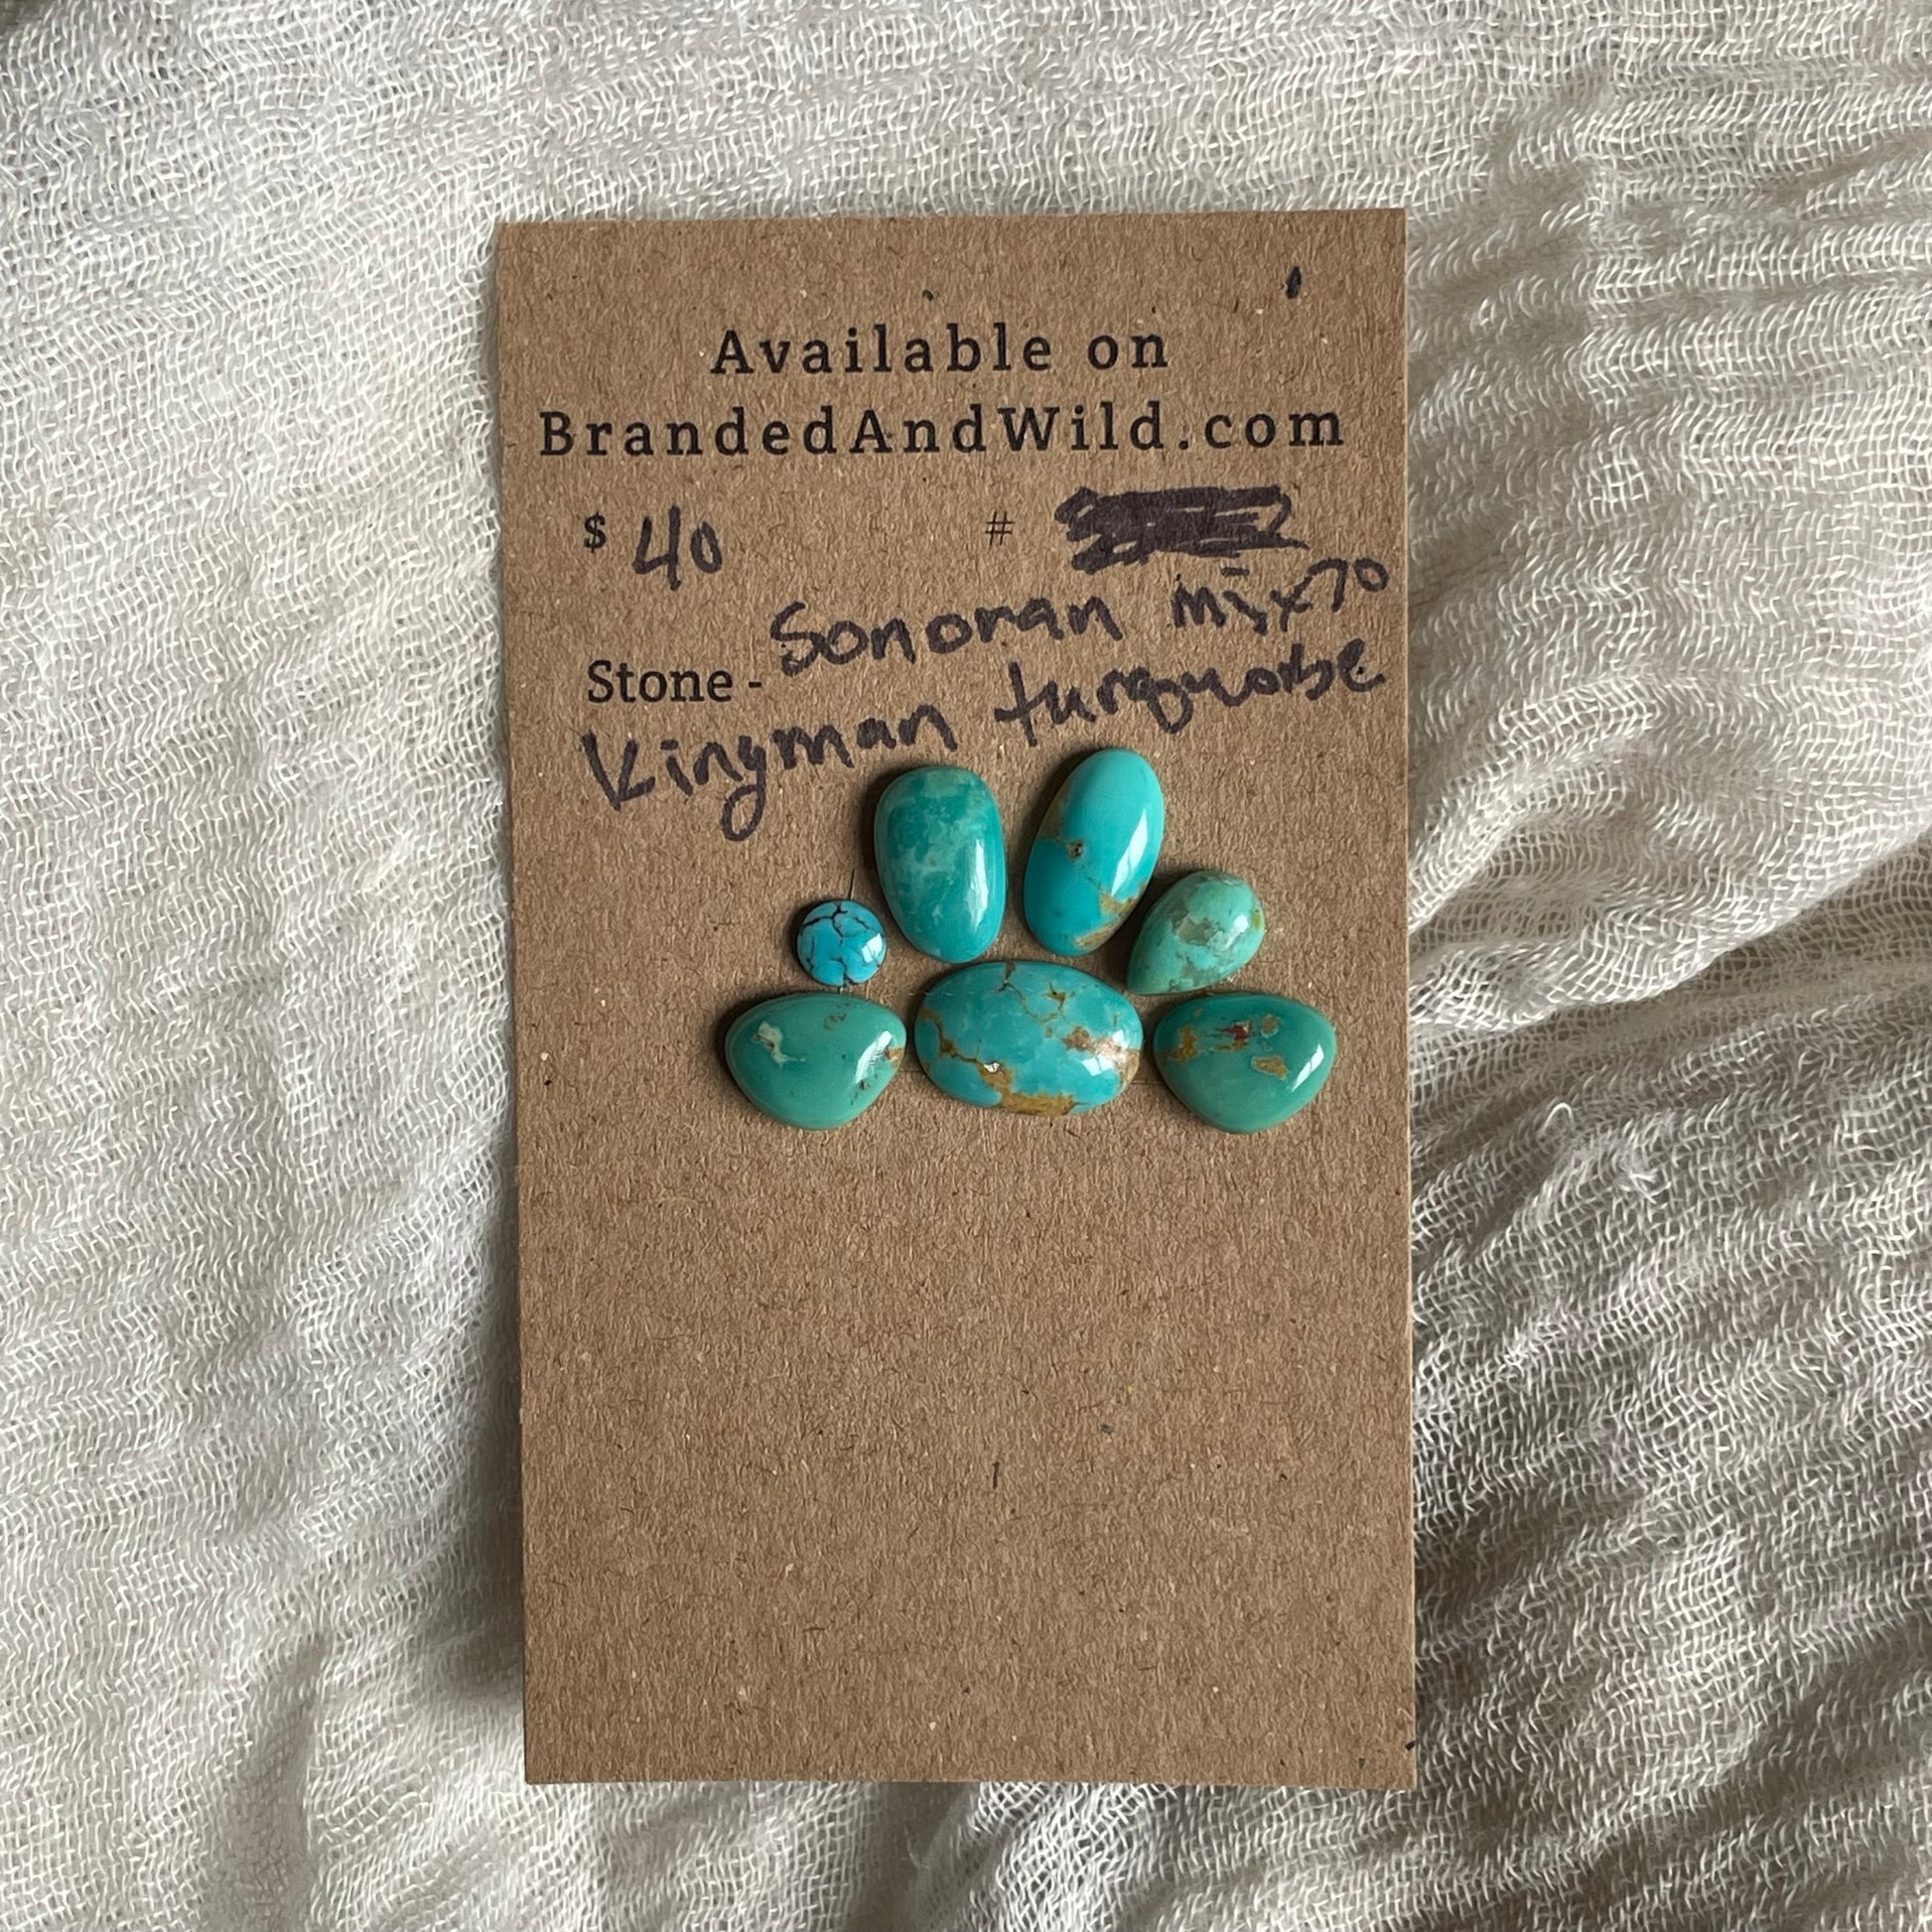 Available on
BrandedAndWild.com
$ 40 #
Sonoran mix 70
Stone - Kingman turquoise